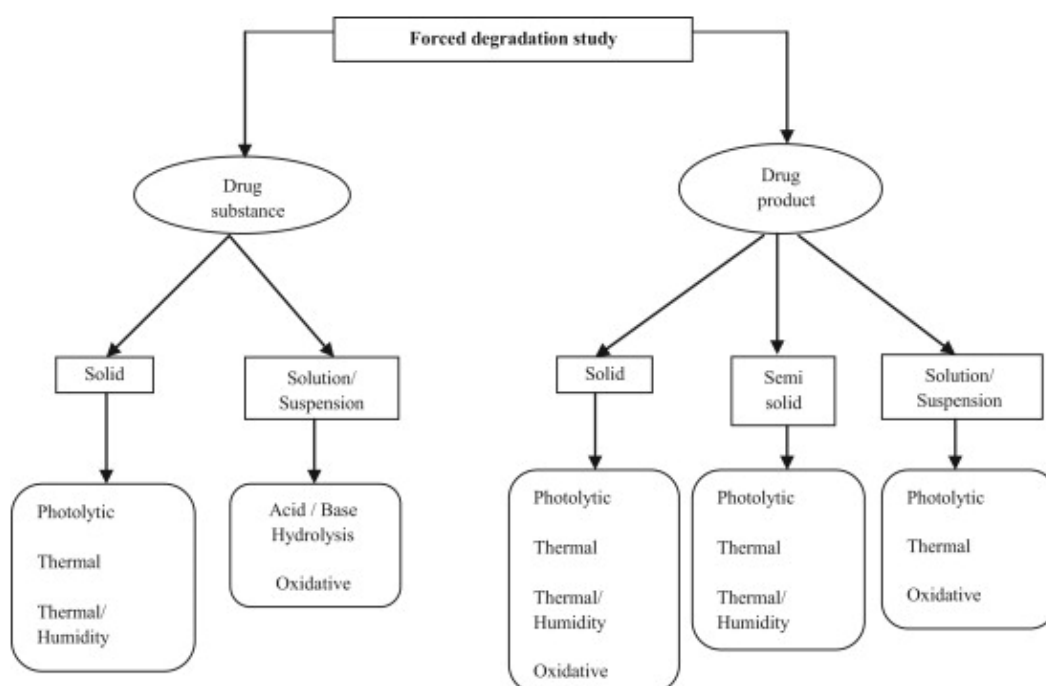 Forced degradation study
Drug
substance
Drug
product
Solid
Solution/
Suspension
Solid
Semi
solid
Solution/
Suspension
Photolytic
Thermal
Thermal/
Humidity
Acid / Base
Hydrolysis
Oxidative
Photolytic
Thermal
Thermal/
Humidity
Oxidative
Photolytic
Thermal
Thermal/
Humidity
Photolytic
Thermal
Oxidative